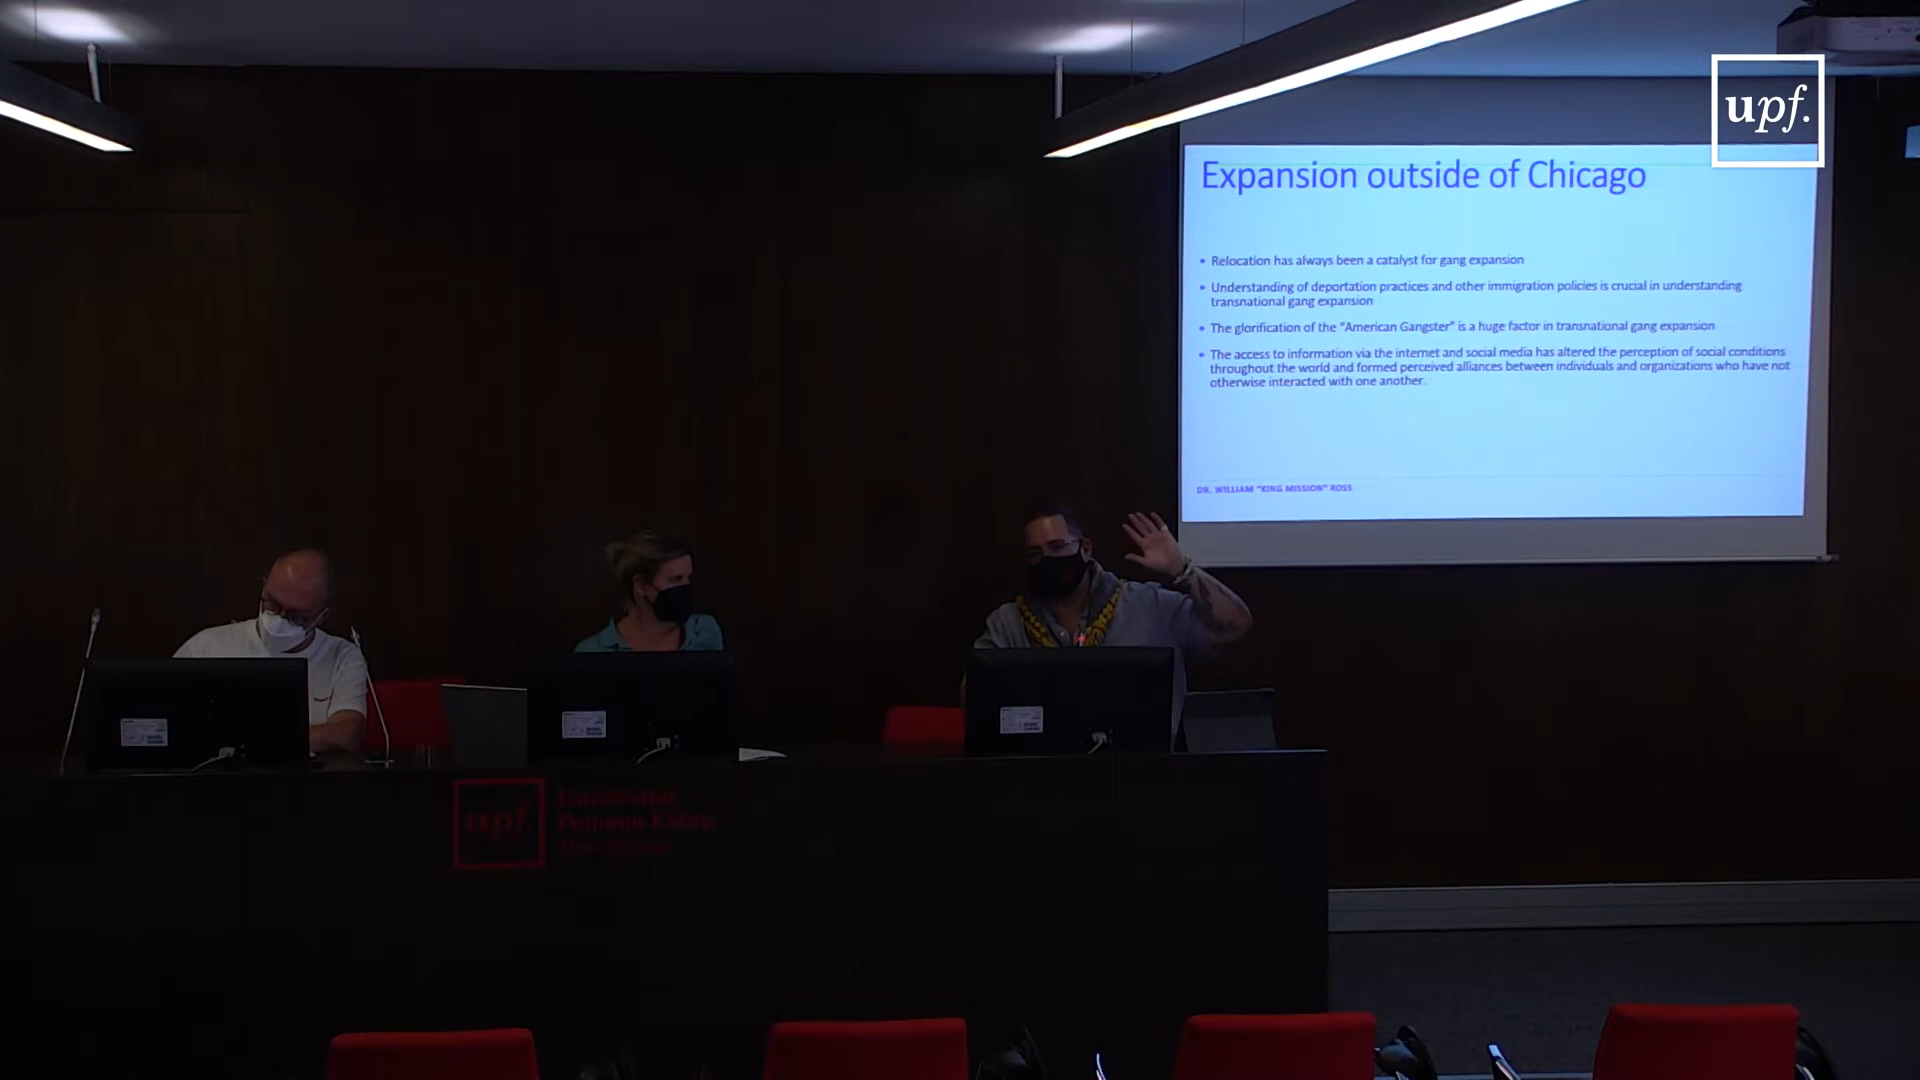 upf.
Expansion outside of Chicago
• Relocation has always been a catalyst for gang expansion
• Understanding of deportation practices and other immigration policies is crucial in understanding
transnational gang expansion
• The glorification of the "American Gangster" is a huge factor in transnational gang expansion
• The access to information via the internet and social media has altered the perception of social conditions
throughout the world and formed perceived alliances between individuals and organizations who have not
otherwise interacted with one another.
DR. WILLIAM "KING MISSION" ROSS
upf.
Universitat
Pompeu Fabra